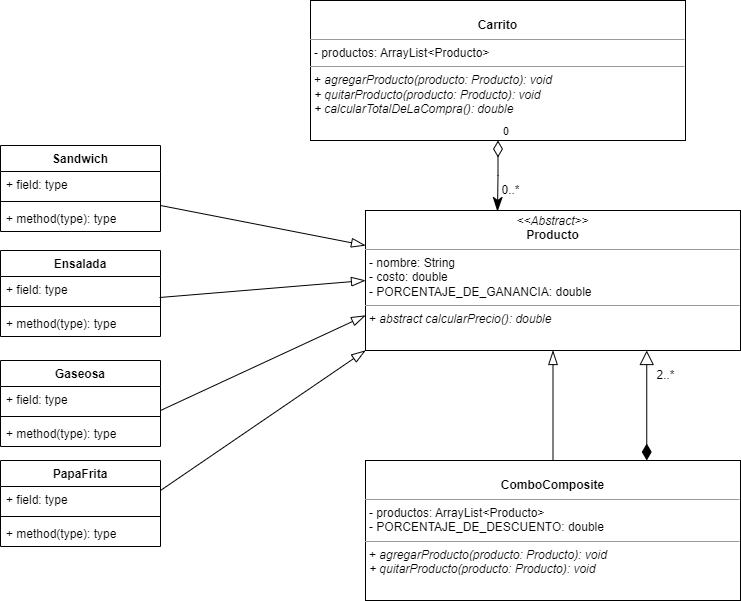 Carrito
- productos: ArrayList<Producto>
+ agregarProducto(producto: Producto): void
+ quitarProducto(producto: Producto): void
+ calcularTotalDeLaCompra(): double
0
0..*
Sandwich
+ field: type
+ method(type): type
Ensalada
+ field: type
+ method(type): type
Gaseosa
+ field: type
+ method(type): type
PapaFrita
+ field: type
+ method(type): type
<<Abstract>>
Producto
- nombre: String
- costo: double
- PORCENTAJE_DE_GANANCIA: double
+ abstract calcularPrecio(): double
2..*
ComboComposite
- productos: ArrayList<Producto>
- PORCENTAJE_DE_DESCUENTO: double
+ agregarProducto(producto: Producto): void
+ quitarProducto(producto: Producto): void